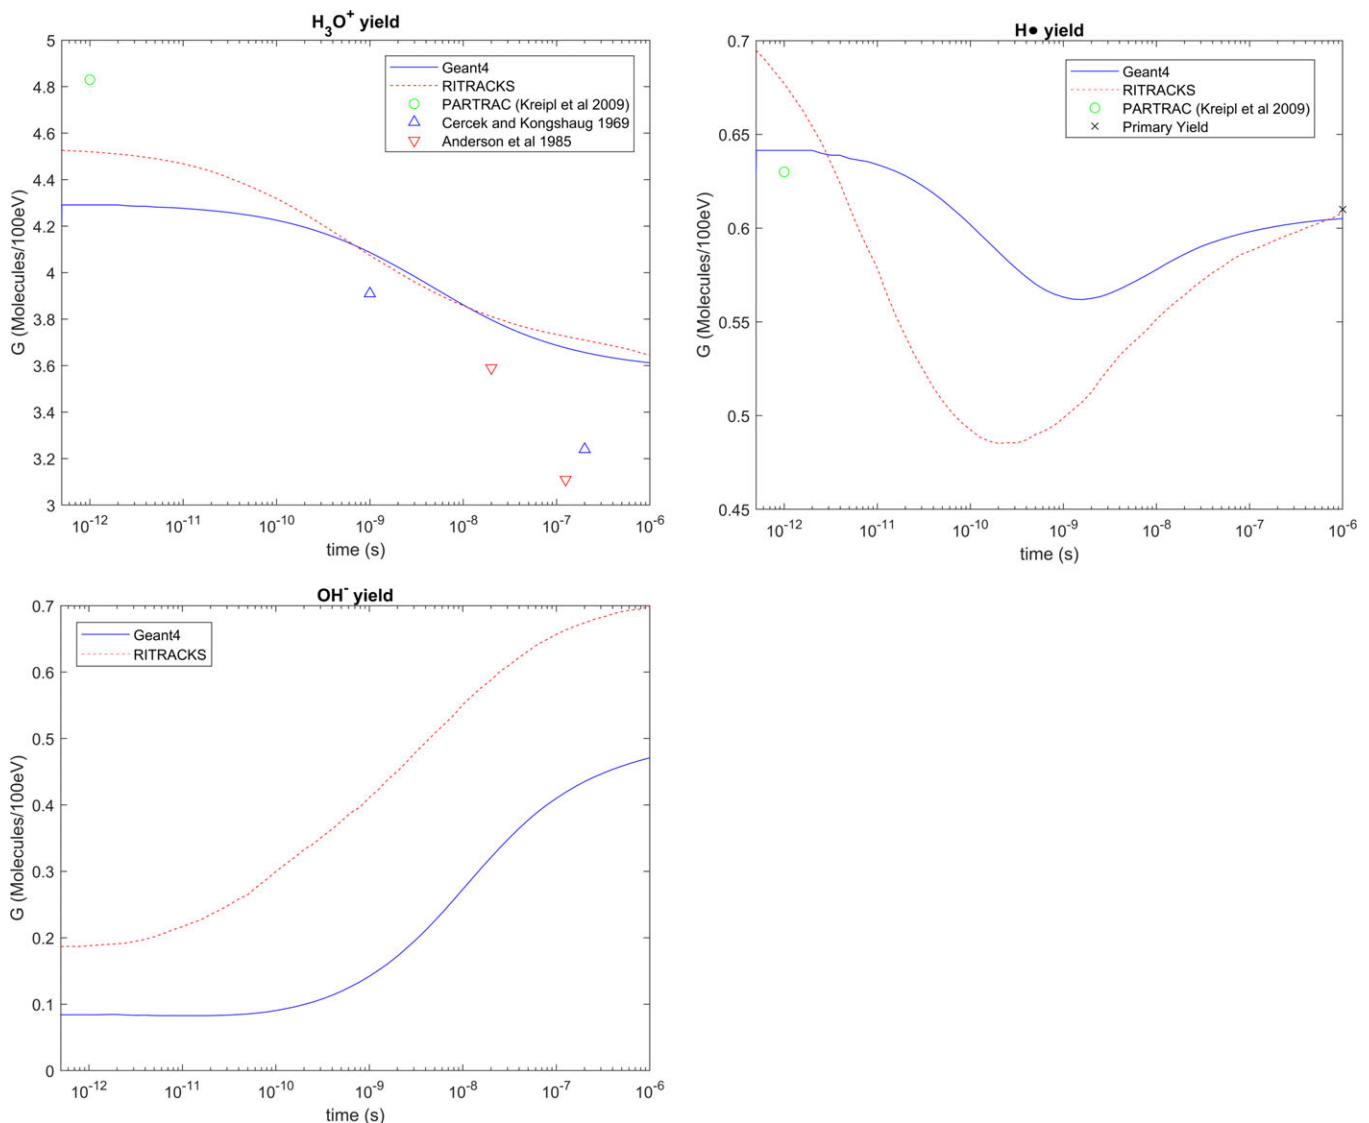 H₃O⁺ yield
G (Molecules/100eV)
5
4.8
4.6
4.4
4.2
4
3.8
3.6
3.4
3.2
3
Geant4
RITRACKS
PARTRAC (Kreipl et al 2009)
Cercek and Kongshaug 1969
Anderson et al 1985
10⁻¹² 10⁻¹¹ 10⁻¹⁰ 10⁻⁹ 10⁻⁸ 10⁻⁷ 10⁻⁶
time (s)
H● yield
G (Molecules/100eV)
0.7
0.65
0.6
0.55
0.5
0.45
Geant4
RITRACKS
PARTRAC (Kreipl et al 2009)
Primary Yield
10⁻¹² 10⁻¹¹ 10⁻¹⁰ 10⁻⁹ 10⁻⁸ 10⁻⁷ 10⁻⁶
time (s)
OH⁻ yield
G (Molecules/100eV)
0.7
0.6
0.5
0.4
0.3
0.2
0.1
0
Geant4
RITRACKS
10⁻¹² 10⁻¹¹ 10⁻¹⁰ 10⁻⁹ 10⁻⁸ 10⁻⁷ 10⁻⁶
time (s)